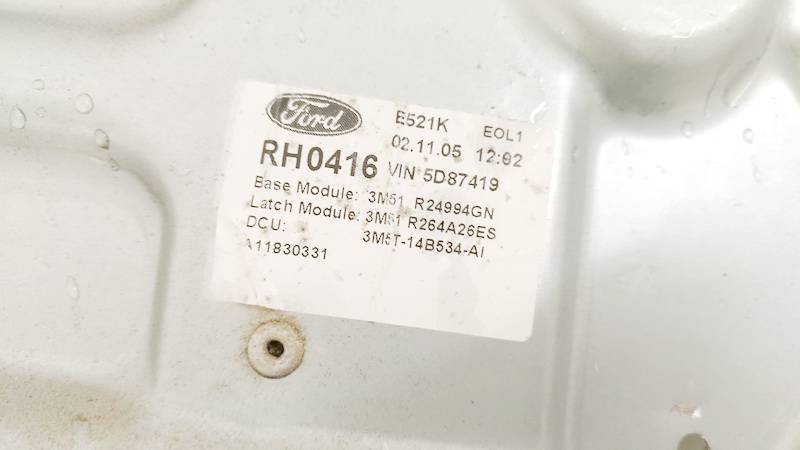 Ford
E521K EOL1
02.11.05 12:02
RH0416 VIN 5D87419
Base Module: 3M51 R24994GN
Latch Module: 3M51 R264A26ES
DCU: 3M5T-14B534-AI
A11830331